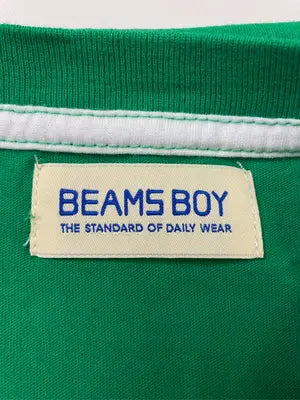 BEAMS BOY
THE STANDARD OF DAILY WEAR